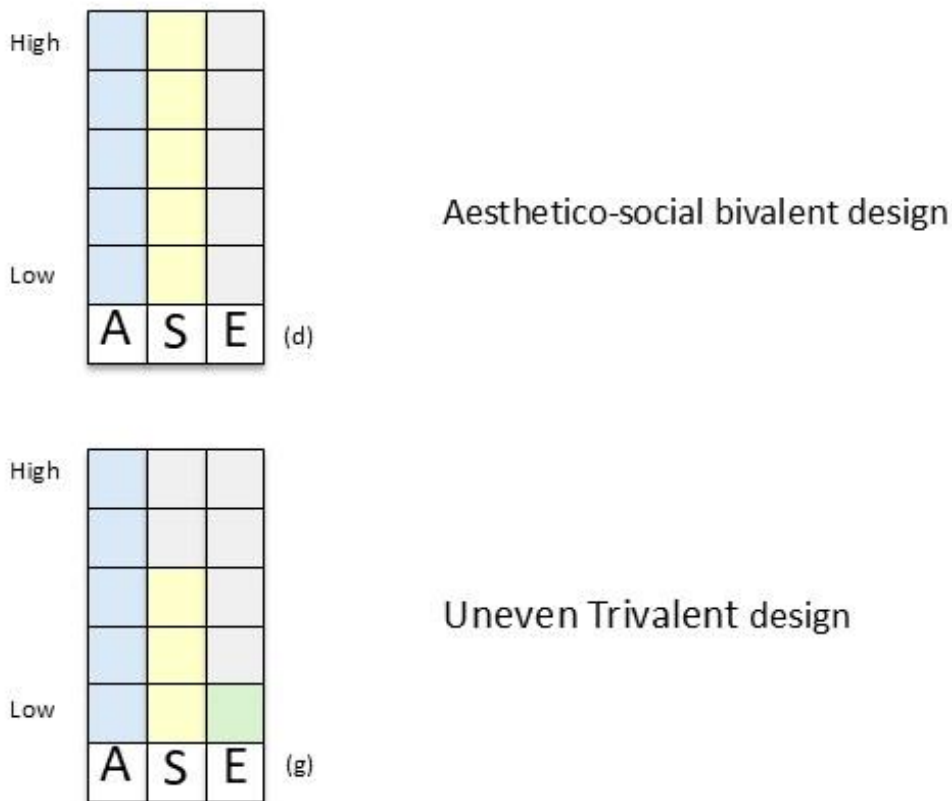 High
Aesthetico-social bivalent design
Low
A S E (d)
High
Uneven Trivalent design
Low
A S E (g)